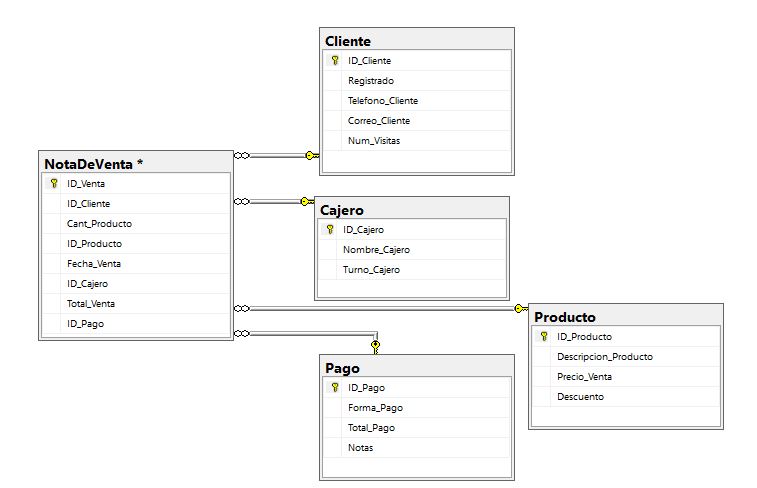 Cliente
ID_Cliente
Registrado
Telefono_Cliente
Correo_Cliente
Num_Visitas
NotaDeVenta *
ID_Venta
ID_Cliente
Cant_Producto
ID_Producto
Fecha_Venta
ID_Cajero
Total_Venta
ID_Pago
Cajero
ID_Cajero
Nombre_Cajero
Turno_Cajero
Producto
ID_Producto
Descripcion_Producto
Precio_Venta
Descuento
Pago
ID_Pago
Forma_Pago
Total_Pago
Notas